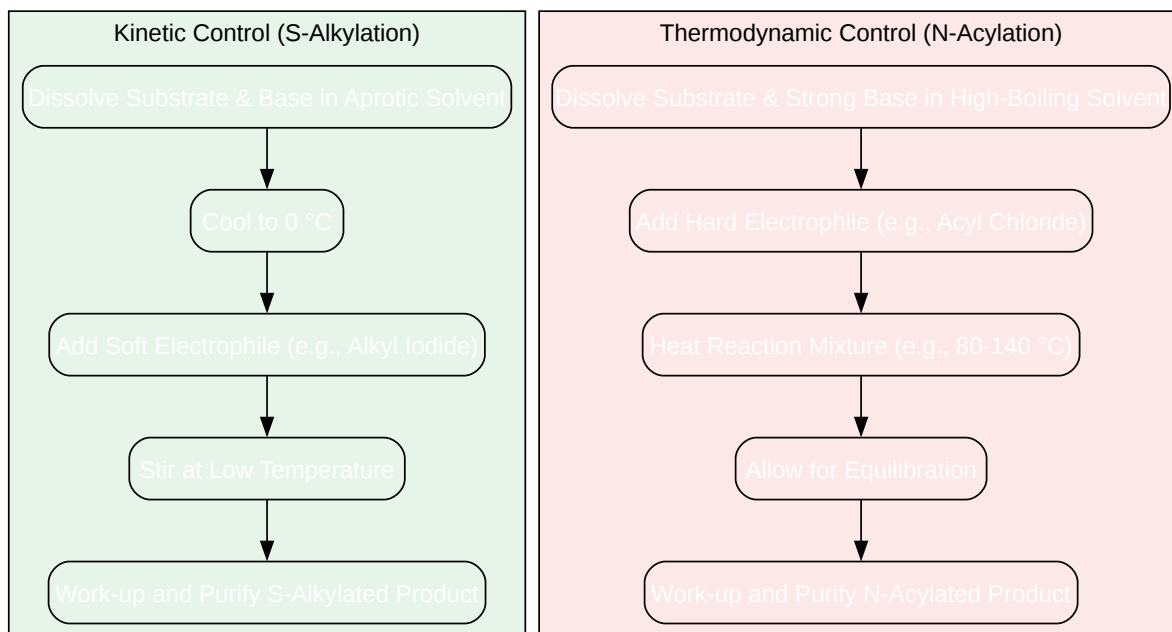 Kinetic Control (S-Alkylation)
Dissolve Substrate & Base in Aprotic Solvent
Cool to 0 °C
Add Soft Electrophile (e.g., Alkyl Iodide)
Stir at Low Temperature
Work-up and Purify S-Alkylated Product
Thermodynamic Control (N-Acylation)
Dissolve Substrate & Strong Base in High-Boiling Solvent
Add Hard Electrophile (e.g., Acyl Chloride)
Heat Reaction Mixture (e.g., 80-140 °C)
Allow for Equilibration
Work-up and Purify N-Acylated Product